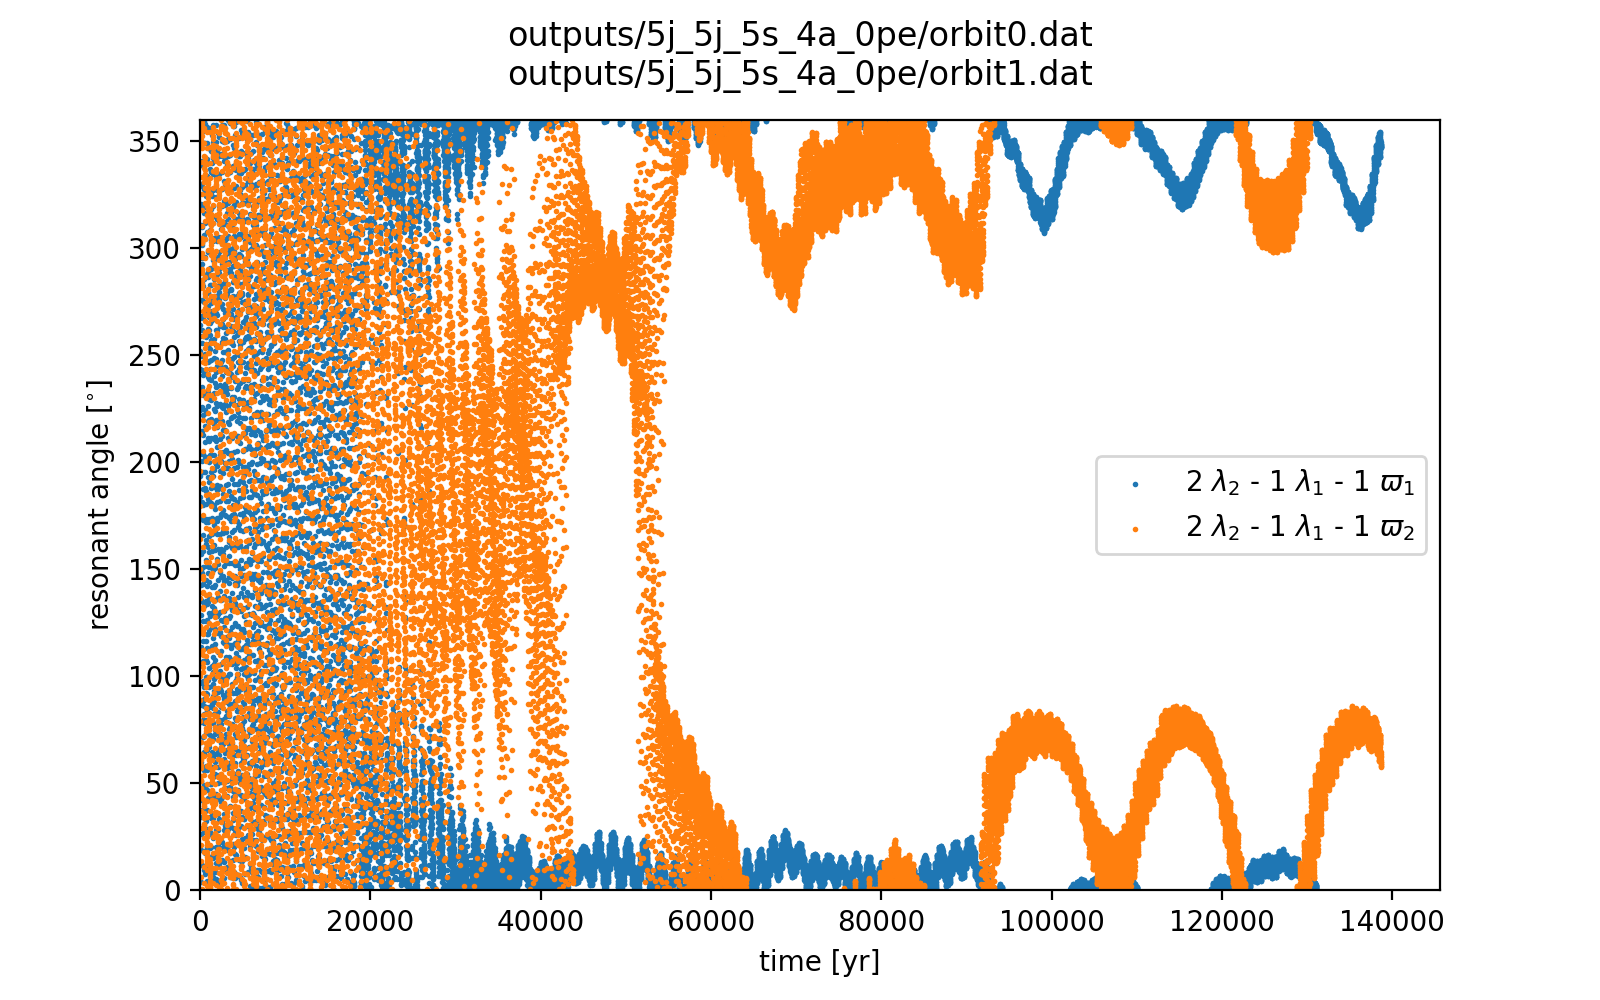 outputs/5j_5j_5s_4a_0pe/orbit0.dat
outputs/5j_5j_5s_4a_0pe/orbit1.dat
350
300
250
200
150
100
50
0
resonant angle [°]
2 λ₂ - 1 λ₁ - 1 ϖ₁
2 λ₂ - 1 λ₁ - 1 ϖ₂
0 20000 40000 60000 80000 100000 120000 140000
time [yr]